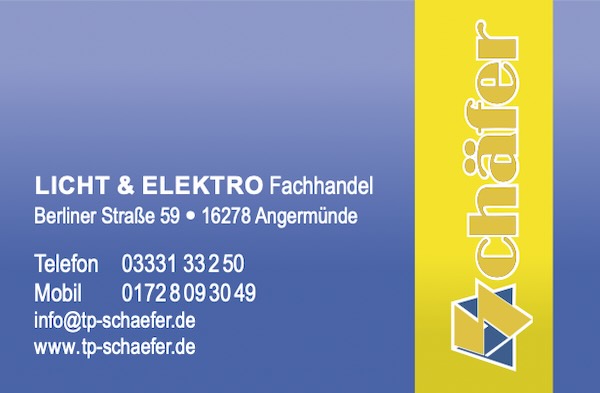 LICHT & ELEKTRO Fachhandel
Berliner Straße 59 • 16278 Angermünde
Telefon 03331 33 2 50
Mobil 0172 8 09 30 49
info@tp-schaefer.de
www.tp-schaefer.de
Schäfer